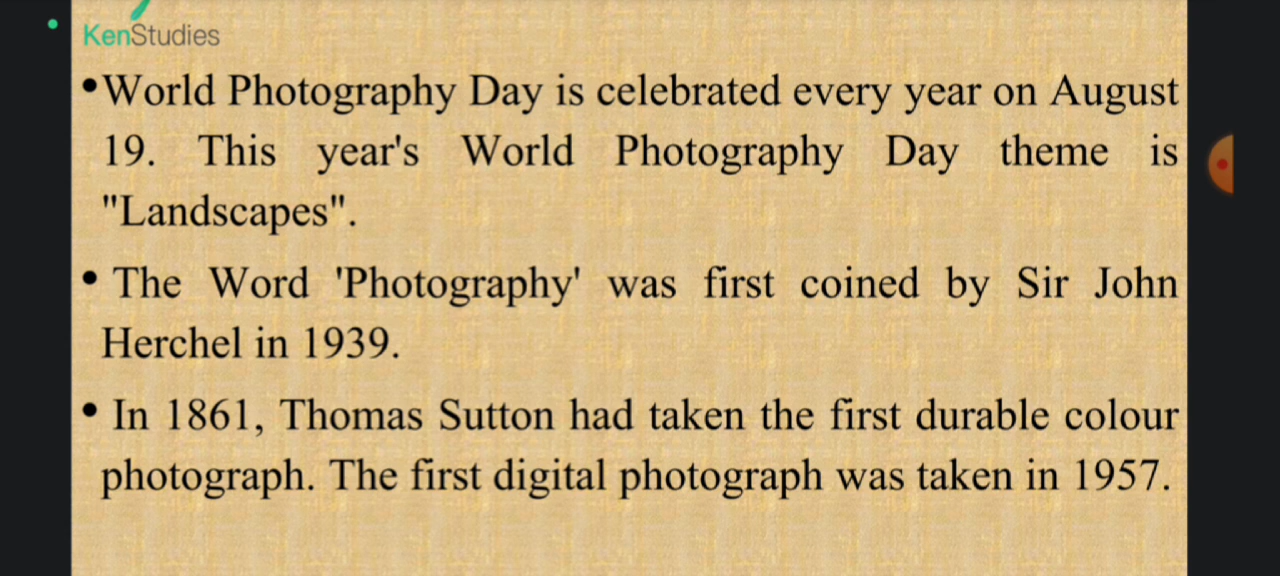 KenStudies
•World Photography Day is celebrated every year on August
19. This year's World Photography Day theme is
"Landscapes".
• The Word 'Photography' was first coined by Sir John
Herchel in 1939.
• In 1861, Thomas Sutton had taken the first durable colour
photograph. The first digital photograph was taken in 1957.